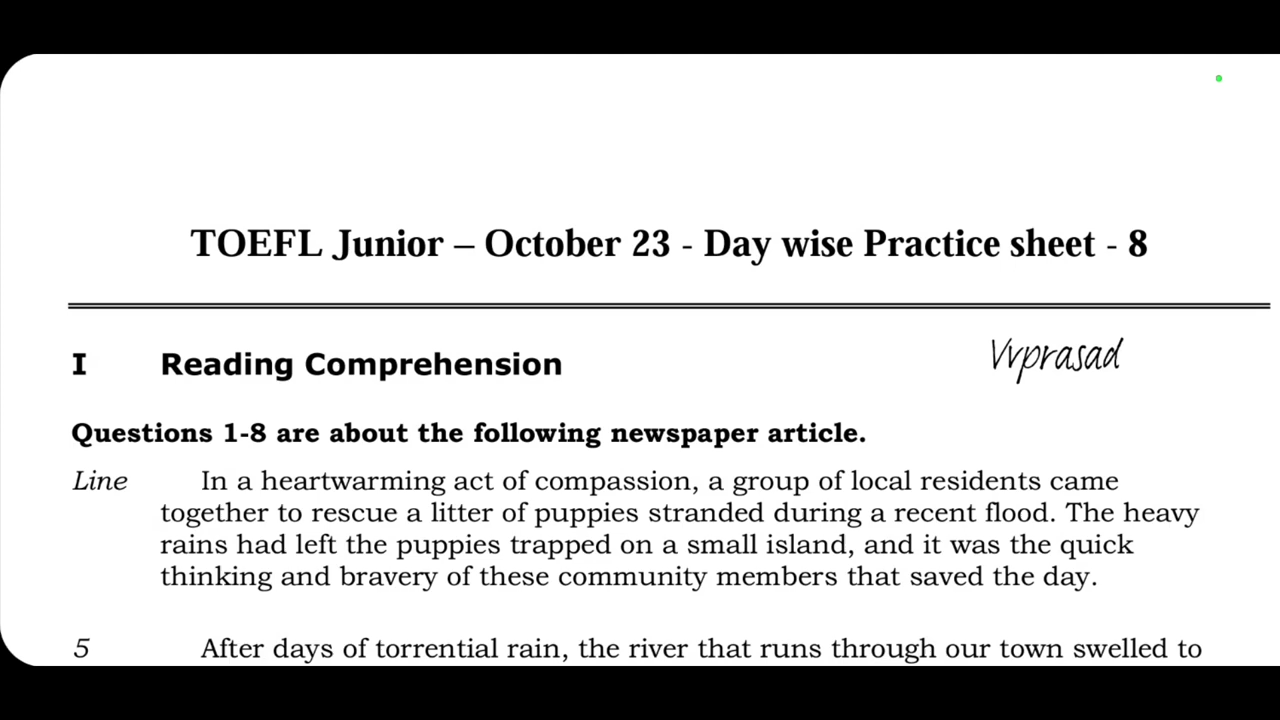 TOEFL Junior – October 23 - Day wise Practice sheet - 8
I Reading Comprehension
Vvprasad
Questions 1-8 are about the following newspaper article.
Line In a heartwarming act of compassion, a group of local residents came
together to rescue a litter of puppies stranded during a recent flood. The heavy
rains had left the puppies trapped on a small island, and it was the quick
thinking and bravery of these community members that saved the day.
5 After days of torrential rain, the river that runs through our town swelled to